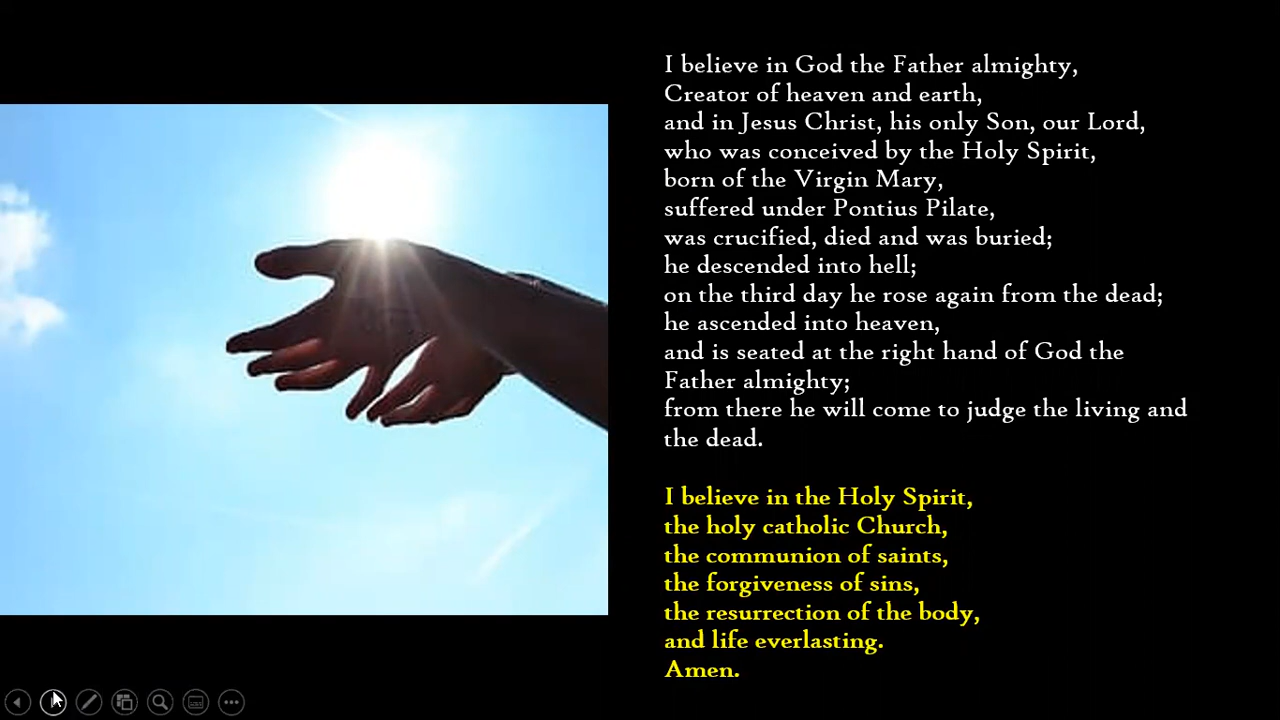 I believe in God the Father almighty,
Creator of heaven and earth,
and in Jesus Christ, his only Son, our Lord,
who was conceived by the Holy Spirit,
born of the Virgin Mary,
suffered under Pontius Pilate,
was crucified, died and was buried;
he descended into hell;
on the third day he rose again from the dead;
he ascended into heaven,
and is seated at the right hand of God the
Father almighty;
from there he will come to judge the living and
the dead.
I believe in the Holy Spirit,
the holy catholic Church,
the communion of saints,
the forgiveness of sins,
the resurrection of the body,
and life everlasting.
Amen.